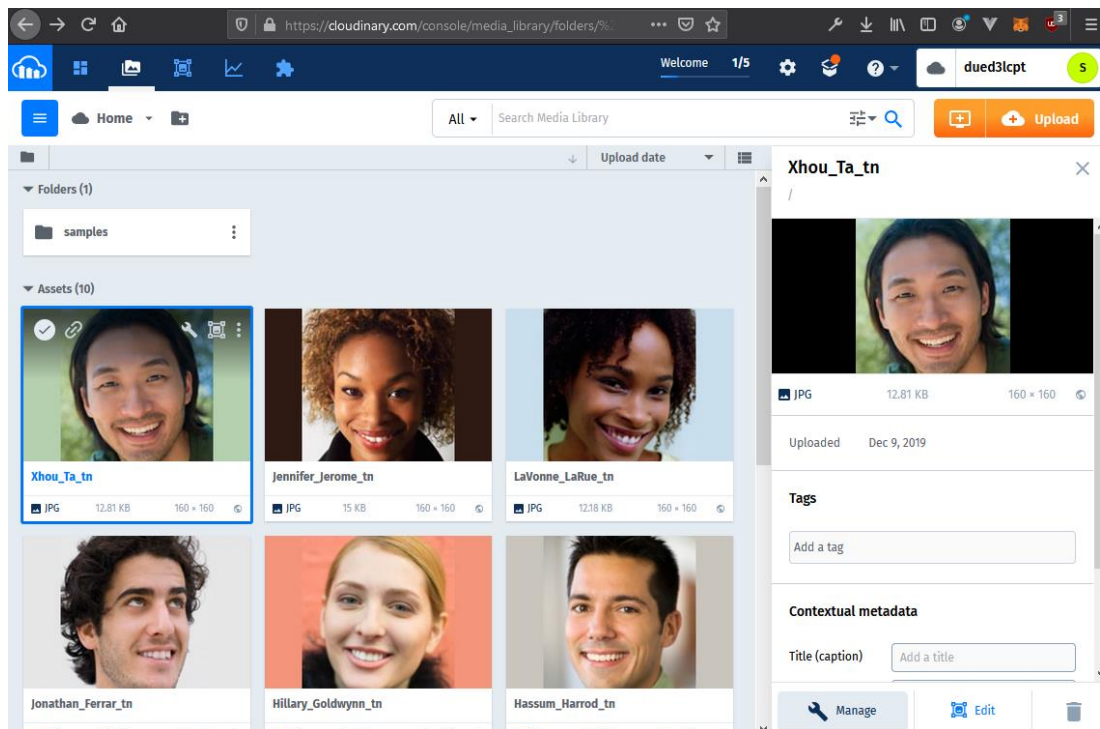 https://cloudinary.com/console/media_library/folders/%
3
Welcome 1/5
dued3lcpt
S
Home
All
Search Media Library
Upload
Upload date
Folders (1)
samples
Assets (10)
Xhou_Ta_tn
JPG 12.81 KB 160 × 160
Jennifer_Jerome_tn
JPG 15 KB 160 × 160
LaVonne_LaRue_tn
JPG 12.18 KB 160 × 160
Jonathan_Ferrar_tn
Hillary_Goldwynn_tn
Hassum_Harrod_tn
Xhou_Ta_tn
/
JPG 12.81 KB 160 × 160
Uploaded Dec 9, 2019
Tags
Add a tag
Contextual metadata
Title (caption) Add a title
Manage
Edit